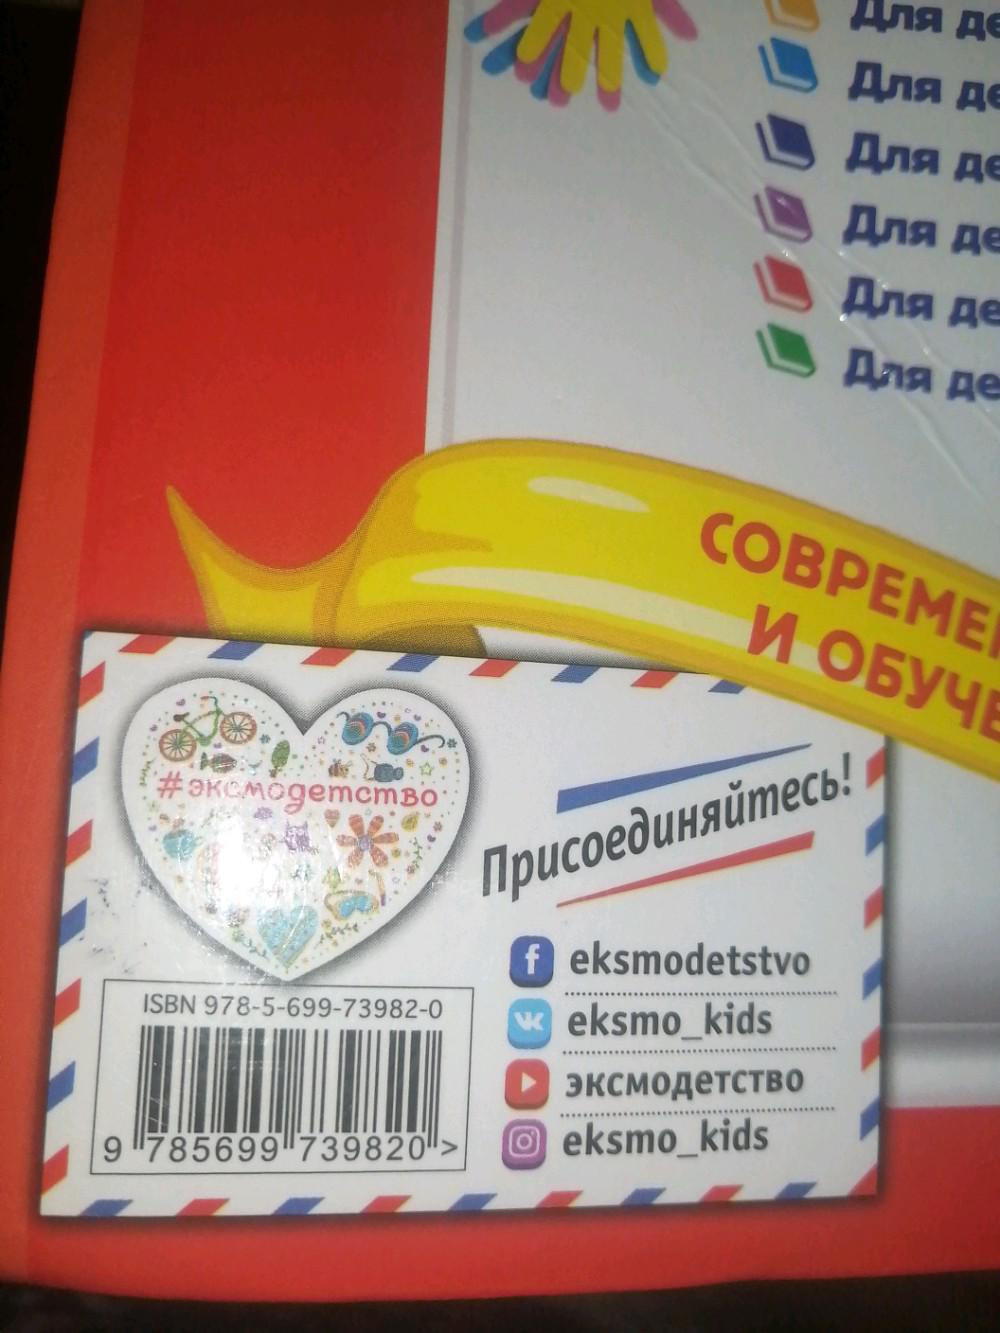 Для де
Для де
Для де
Для де
Для де
Для де
СОВРЕМЕН
И ОБУЧЕ
#эксмодетство
Присоединяйтесь!
eksmodetstvo
eksmo_kids
эксмодетство
eksmo_kids
ISBN 978-5-699-73982-0
9 785699 739820 >